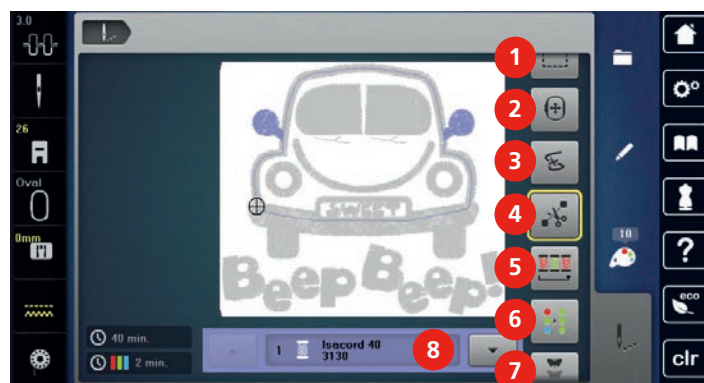 3.0
26
Oval
0mm
1
2
3
4
5
6
7
8
SWEET
Beep Beep!
40 min.
2 min.
1 Isacord 40
3130
10
?
eco
clr